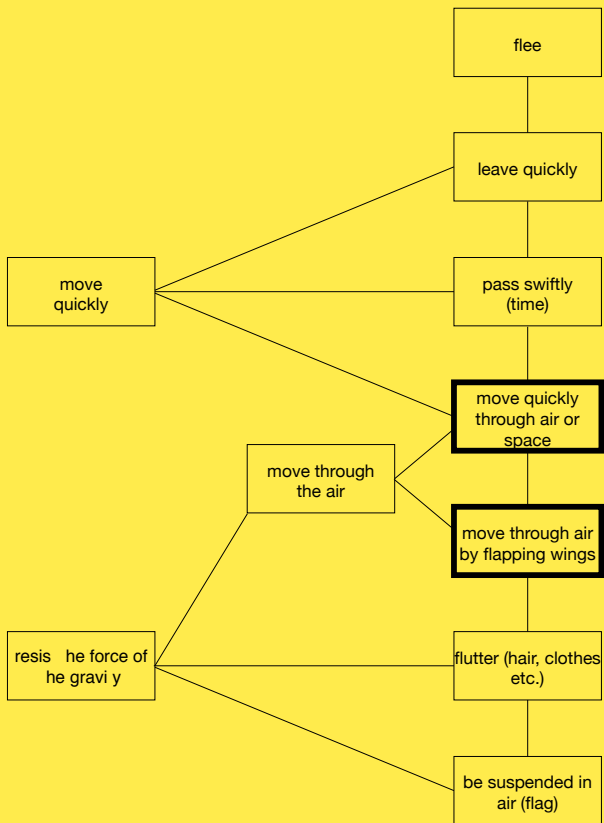 flee
leave quickly
move
quickly
pass swiftly
(time)
move quickly
through air or
space
move through
the air
move through air
by flapping wings
resis he force of
he gravi y
flutter (hair, clothes
etc.)
be suspended in
air (flag)